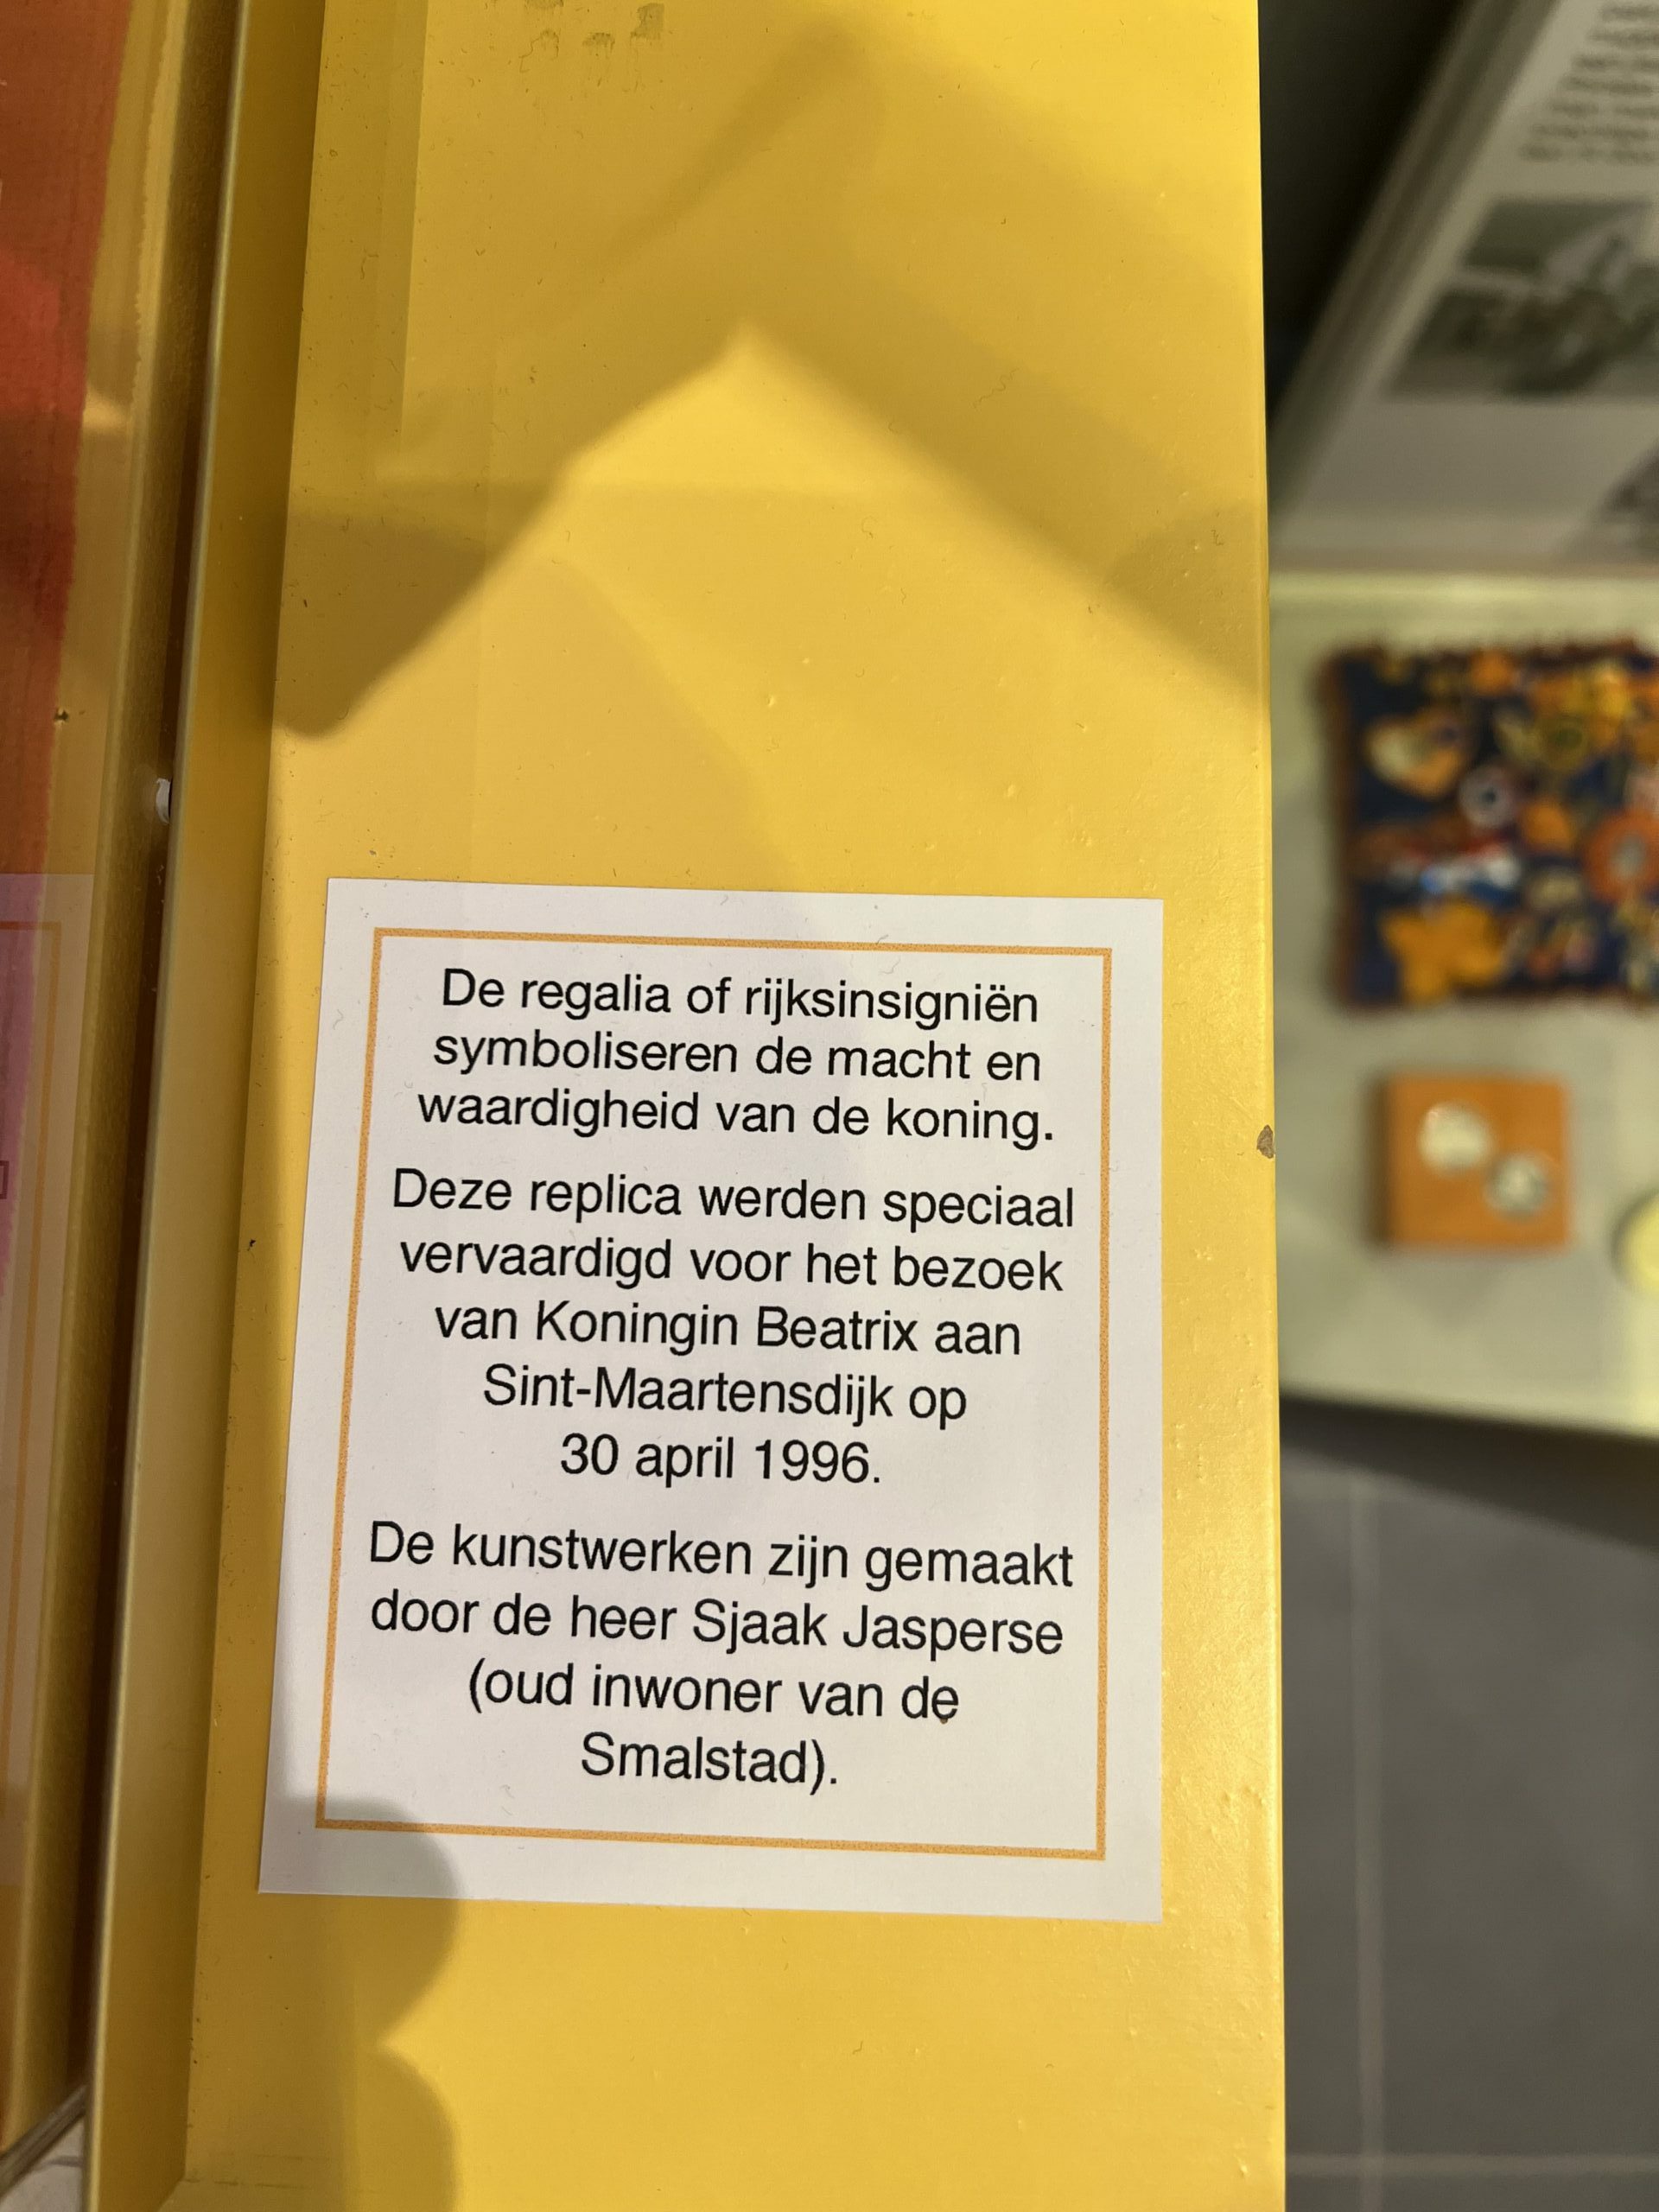 De regalia of rijksinsigniën
symboliseren de macht en
waardigheid van de koning.
Deze replica werden speciaal
vervaardigd voor het bezoek
van Koningin Beatrix aan
Sint-Maartensdijk op
30 april 1996.
De kunstwerken zijn gemaakt
door de heer Sjaak Jasperse
(oud inwoner van de
Smalstad).